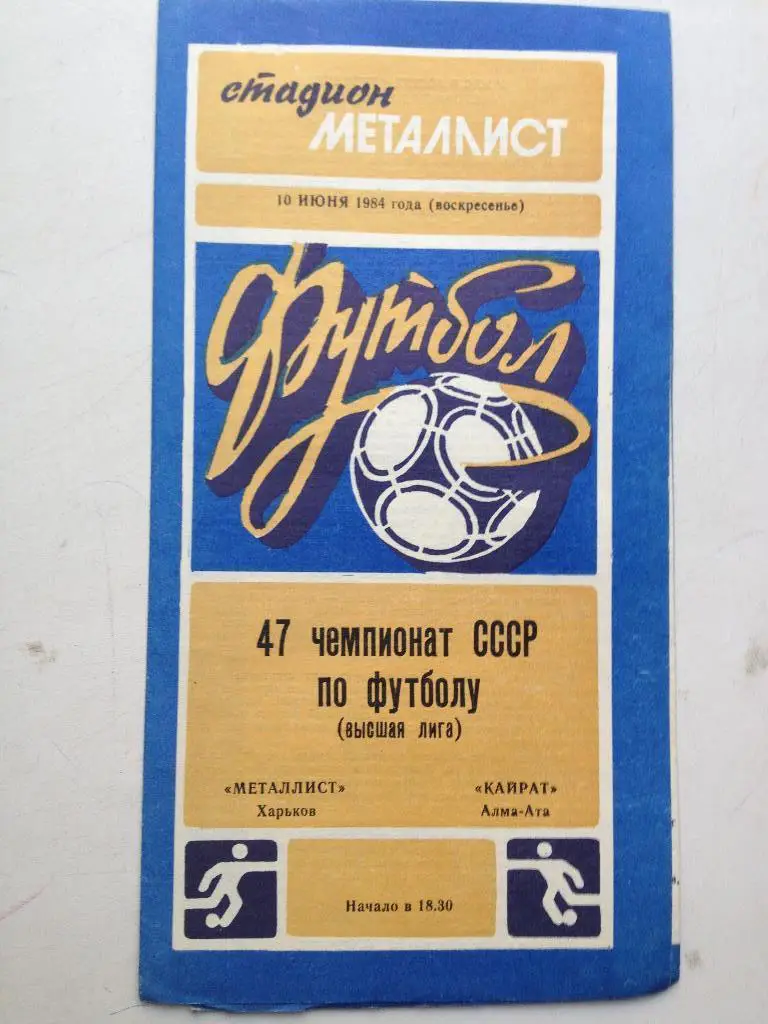 стадион
МЕТАЛЛИСТ
10 ИЮНЯ 1984 года (воскресенье)
Футбол
47 чемпионат СССР
по футболу
(высшая лига)
«МЕТАЛЛИСТ» «КАЙРАТ»
Харьков Алма-Ата
Начало в 18.30